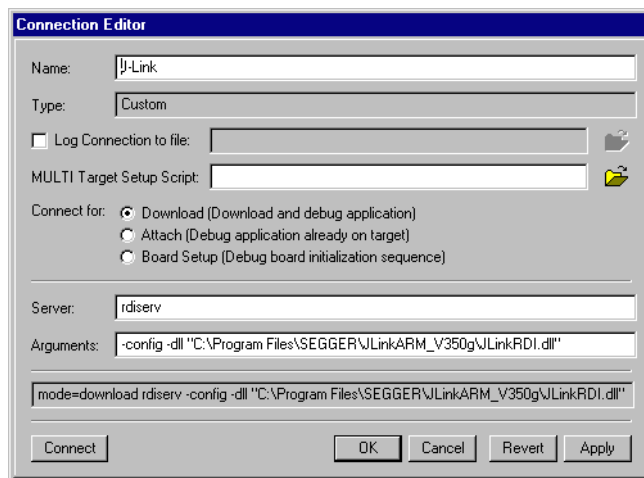 Connection Editor
Name: J-Link
Type: Custom
Log Connection to file:
MULTI Target Setup Script:
Connect for: Download (Download and debug application)
Attach (Debug application already on target)
Board Setup (Debug board initialization sequence)
Server: rdiserv
Arguments: -config -dll "C:\Program Files\SEGGER\JLinkARM_V350g\JLinkRDI.dll"
mode=download rdiserv -config -dll "C:\Program Files\SEGGER\JLinkARM_V350g\JLinkRDI.dll"
Connect OK Cancel Revert Apply